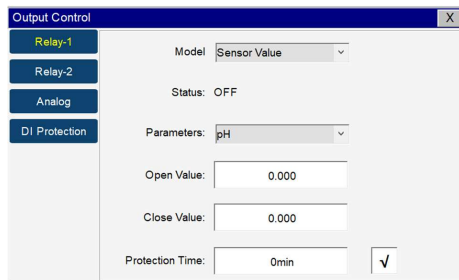 Output Control X
Relay-1
Relay-2
Analog
DI Protection
Model Sensor Value
Status: OFF
Parameters: pH
Open Value: 0.000
Close Value: 0.000
Protection Time: 0min √